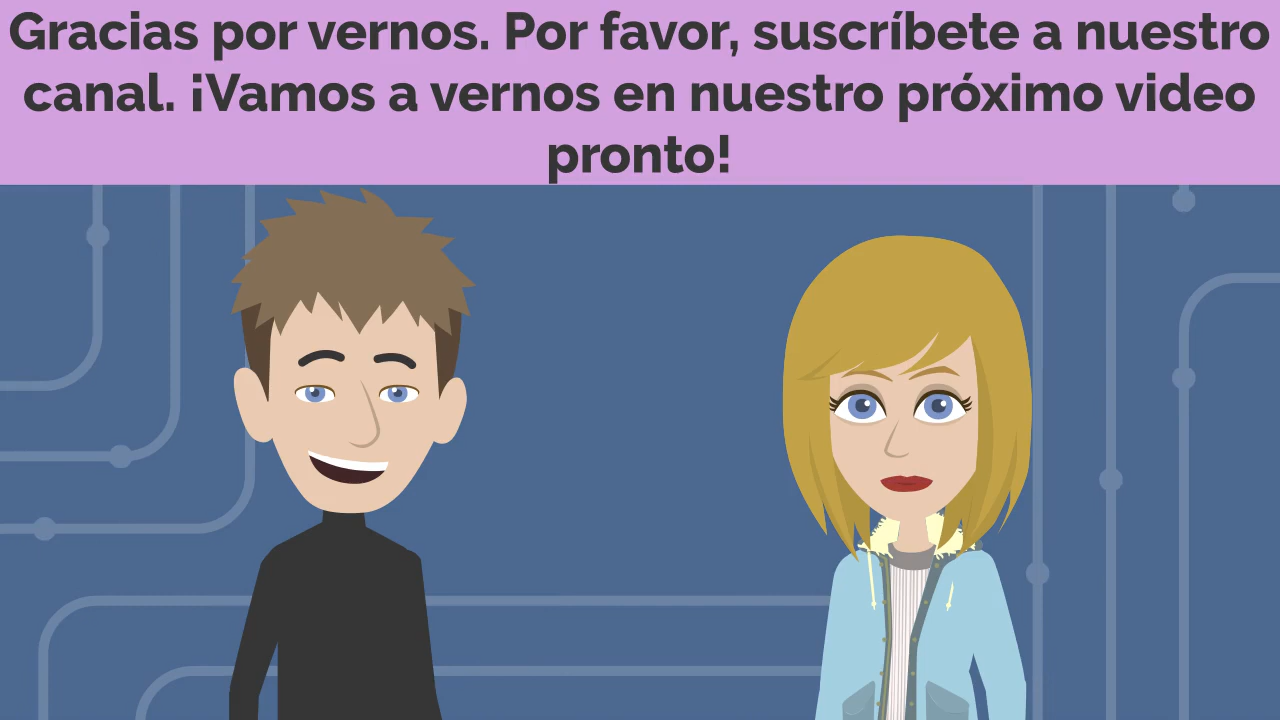 Gracias por vernos. Por favor, suscríbete a nuestro
canal. ¡Vamos a vernos en nuestro próximo video
pronto!